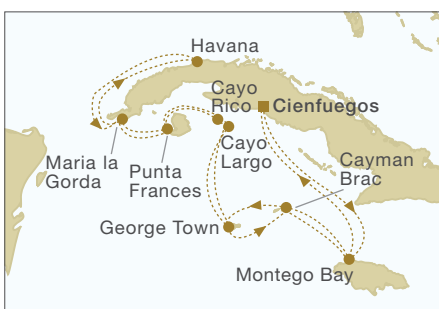 Havana
Cayo
Rico
Cienfuegos
Cayo
Largo
Maria la
Gorda
Punta
Frances
Cayman
Brac
George Town
Montego Bay